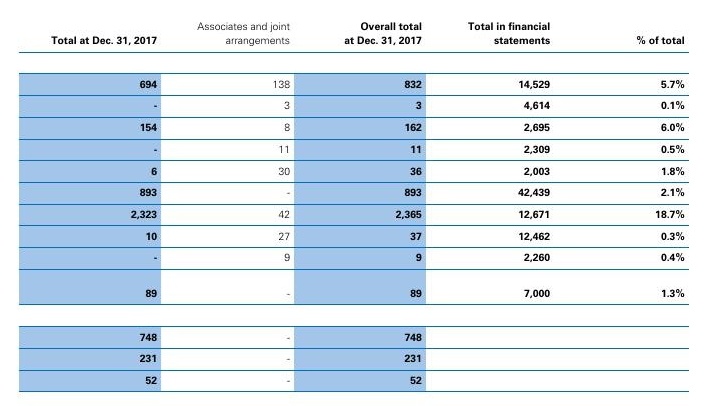 Associates and joint Overall total Total in financial
Total at Dec. 31, 2017 arrangements at Dec. 31, 2017 statements % of total
694 138 832 14,529 5.7%
- 3 3 4,614 0.1%
154 8 162 2,695 6.0%
- 11 11 2,309 0.5%
6 30 36 2,003 1.8%
893 - 893 42,439 2.1%
2,323 42 2,365 12,671 18.7%
10 27 37 12,462 0.3%
- 9 9 2,260 0.4%
89 - 89 7,000 1.3%
748 - 748
231 - 231
52 - 52